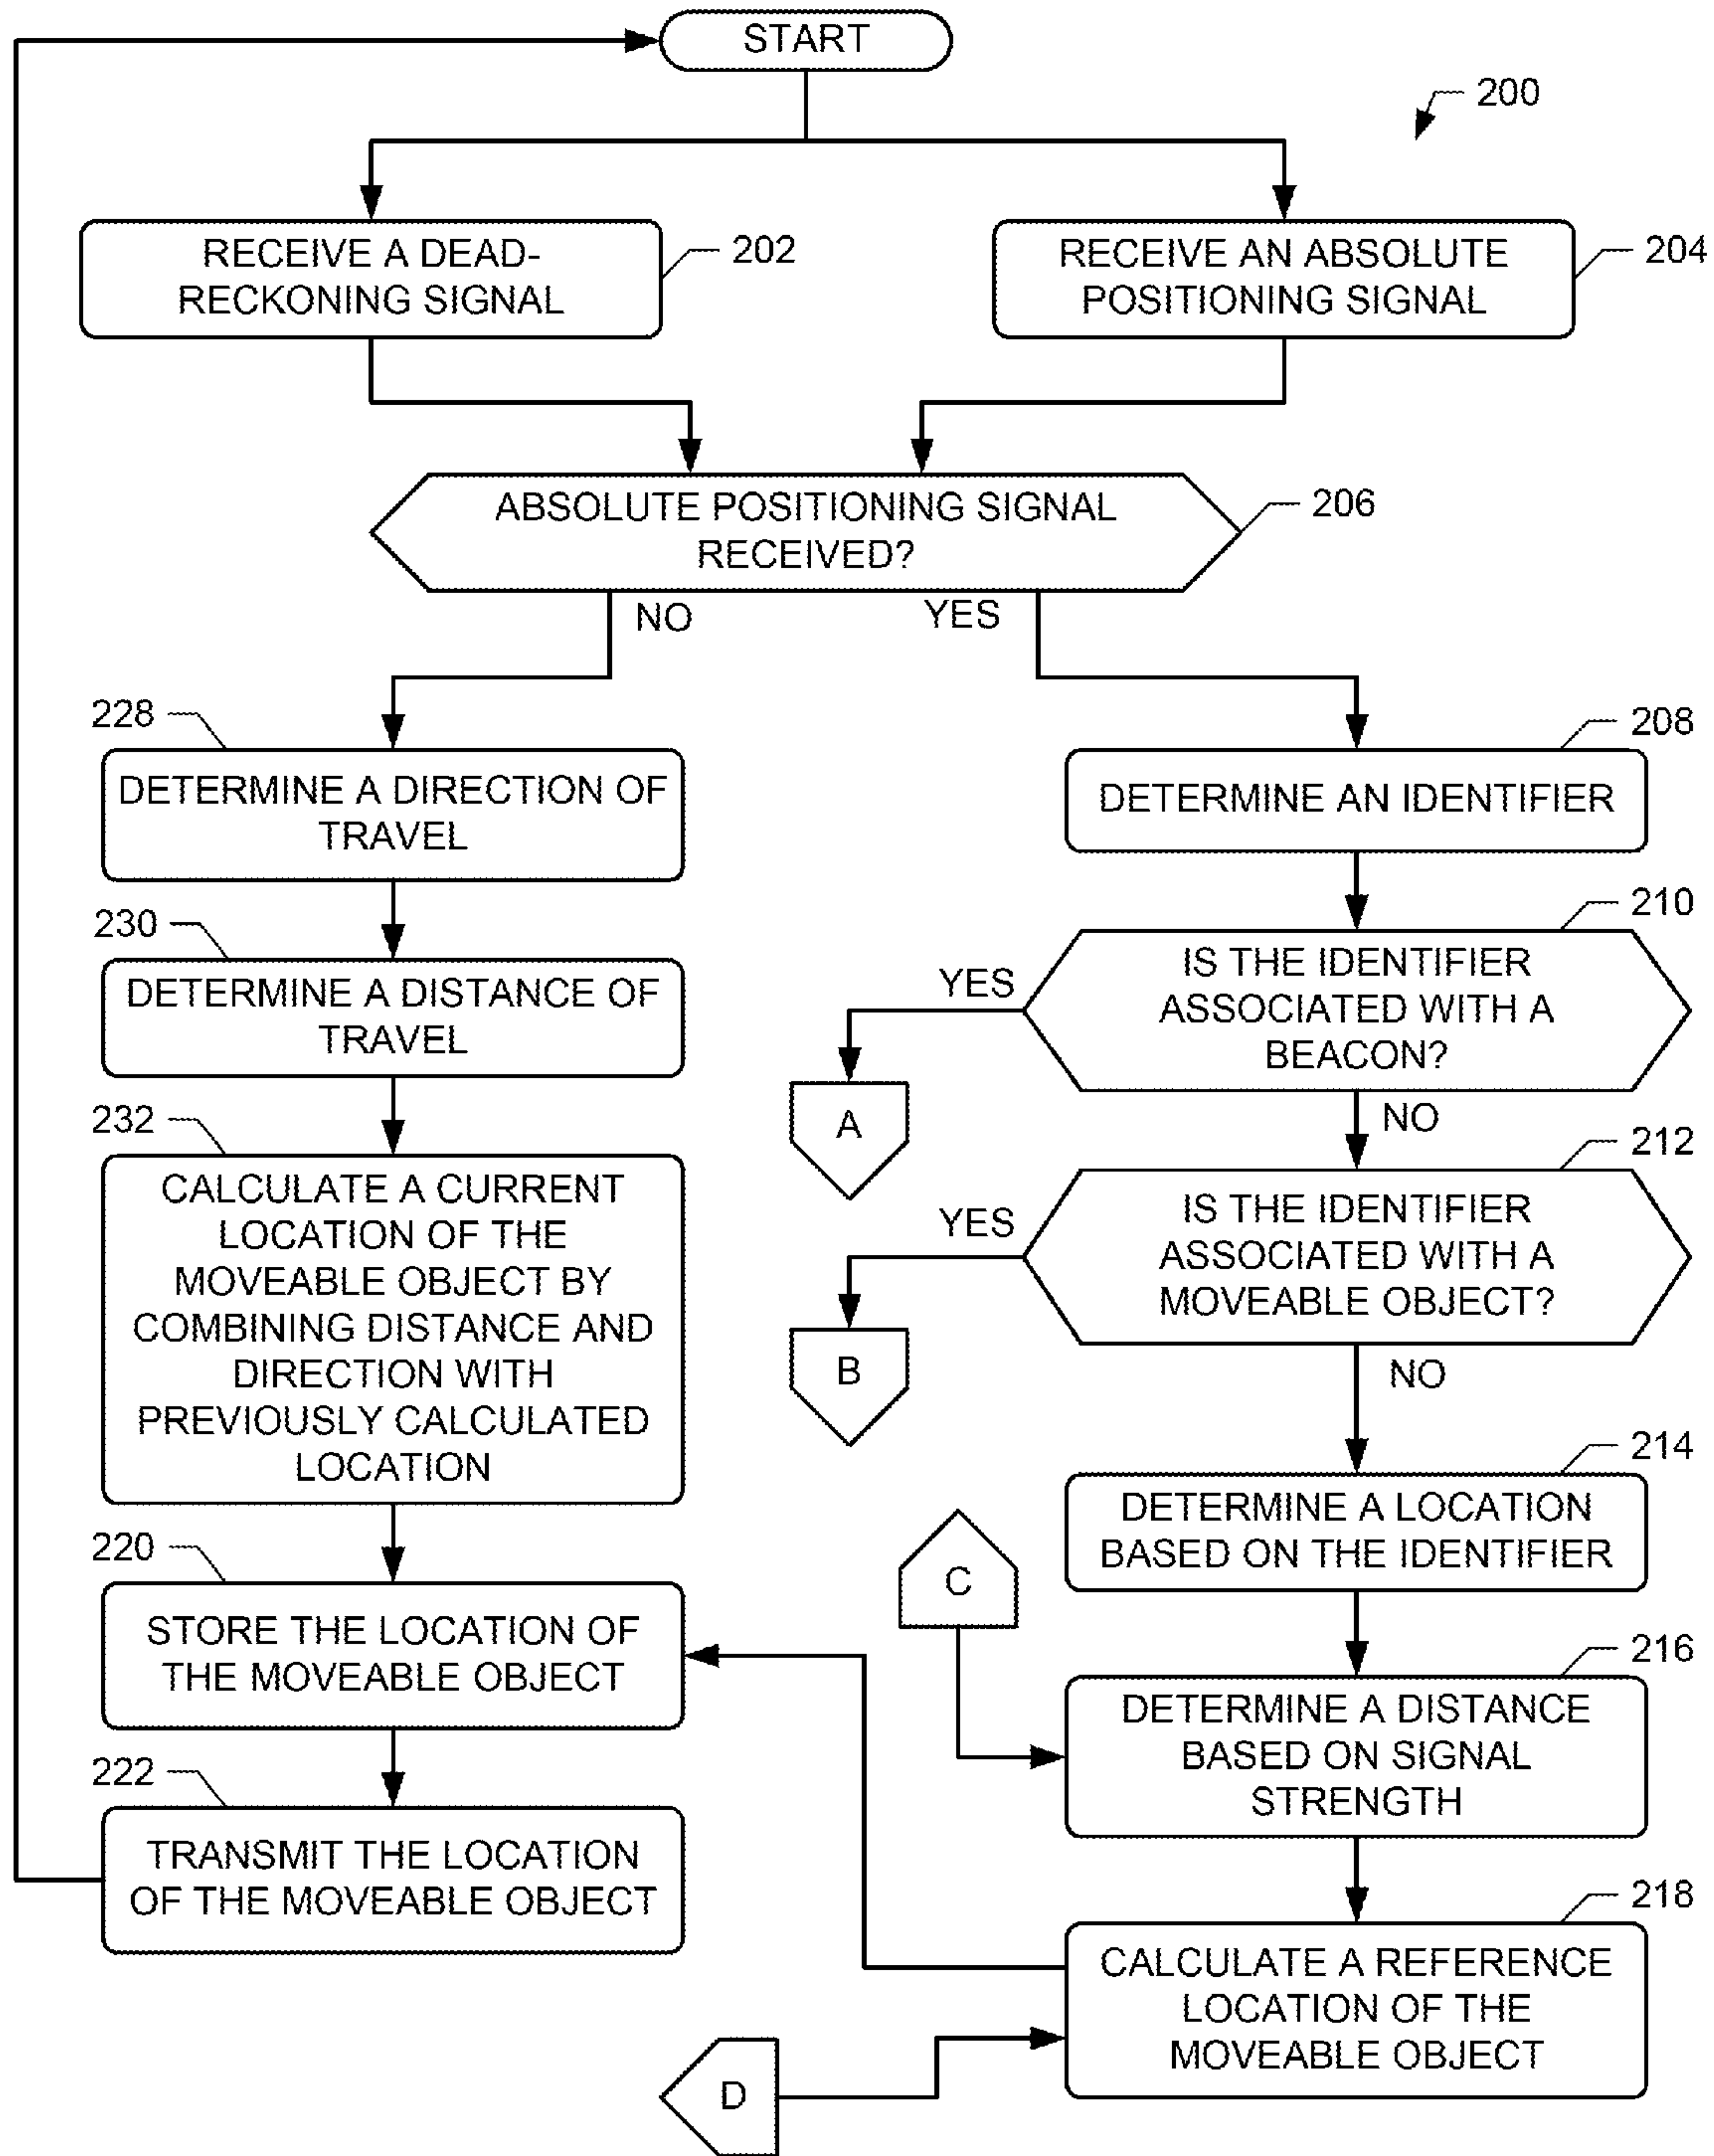 START
200
RECEIVE A DEAD-
RECKONING SIGNAL
202
RECEIVE AN ABSOLUTE
POSITIONING SIGNAL
204
ABSOLUTE POSITIONING SIGNAL
RECEIVED?
206
NO
YES
228
DETERMINE A DIRECTION OF
TRAVEL
230
DETERMINE A DISTANCE OF
TRAVEL
232
CALCULATE A CURRENT
LOCATION OF THE
MOVEABLE OBJECT BY
COMBINING DISTANCE AND
DIRECTION WITH
PREVIOUSLY CALCULATED
LOCATION
220
STORE THE LOCATION OF
THE MOVEABLE OBJECT
222
TRANSMIT THE LOCATION
OF THE MOVEABLE OBJECT
208
DETERMINE AN IDENTIFIER
210
IS THE IDENTIFIER
ASSOCIATED WITH A
BEACON?
YES
A
NO
212
IS THE IDENTIFIER
ASSOCIATED WITH A
MOVEABLE OBJECT?
YES
B
NO
214
DETERMINE A LOCATION
BASED ON THE IDENTIFIER
C
216
DETERMINE A DISTANCE
BASED ON SIGNAL
STRENGTH
218
CALCULATE A REFERENCE
LOCATION OF THE
MOVEABLE OBJECT
D